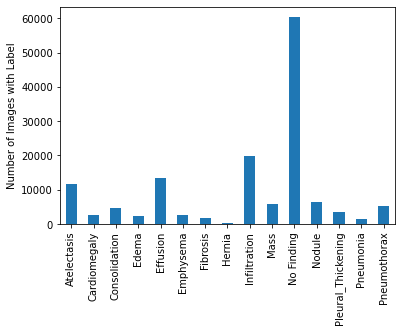 Number of Images with Label
60000
50000
40000
30000
20000
10000
0
Atelectasis
Cardiomegaly
Consolidation
Edema
Effusion
Emphysema
Fibrosis
Hernia
Infiltration
Mass
No Finding
Nodule
Pleural_Thickening
Pneumonia
Pneumothorax